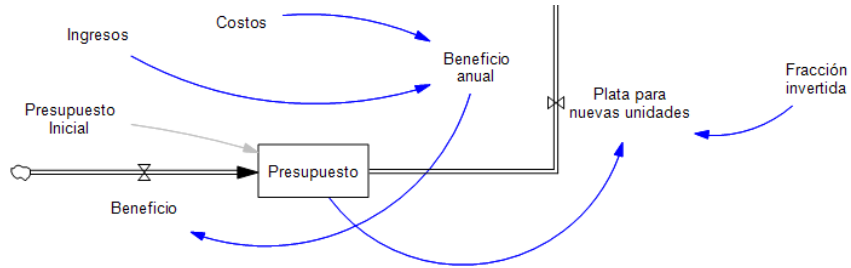 Costos
Ingresos
Beneficio
anual
Fracción
invertida
Plata para
nuevas unidades
Presupuesto
Inicial
Presupuesto
Beneficio